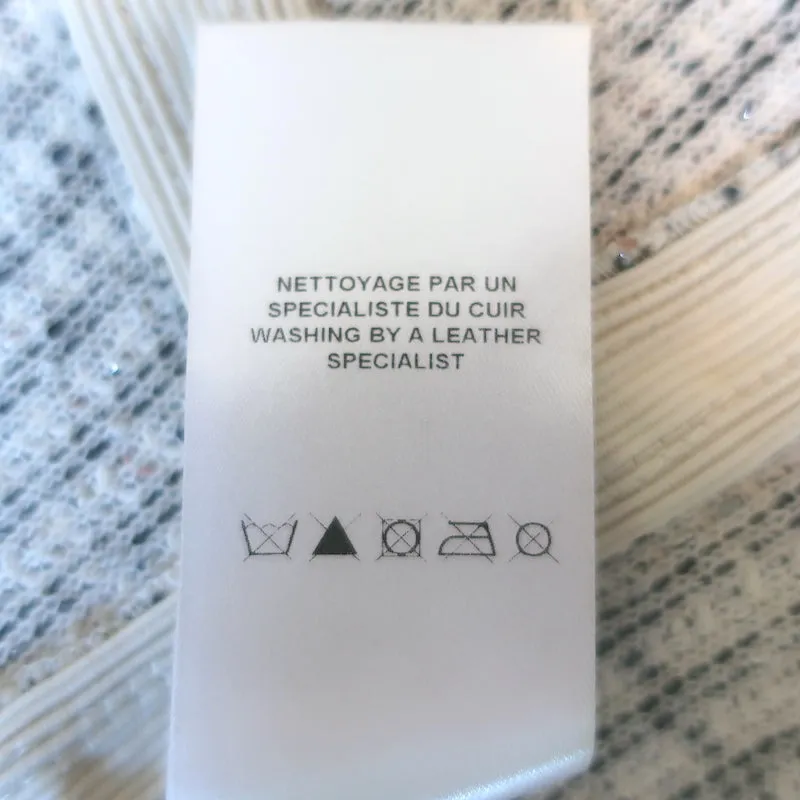 NETTOYAGE PAR UN
SPECIALISTE DU CUIR
WASHING BY A LEATHER
SPECIALIST